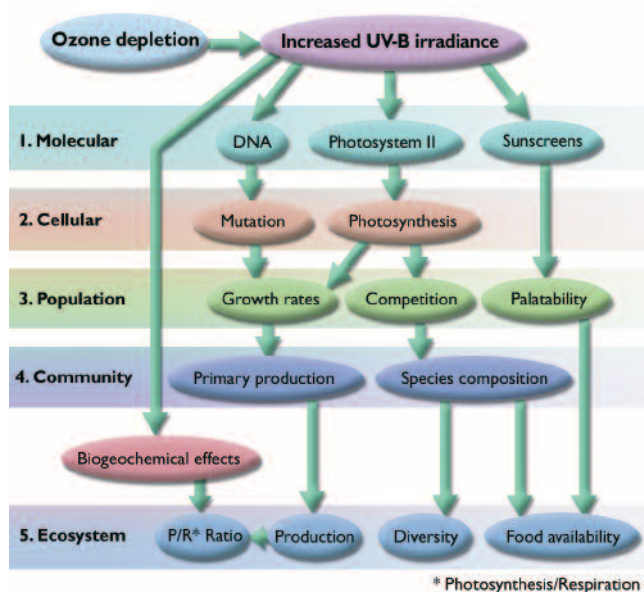 Ozone depletion
Increased UV-B irradiance
1. Molecular
DNA
Photosystem II
Sunscreens
2. Cellular
Mutation
Photosynthesis
3. Population
Growth rates
Competition
Palatability
4. Community
Primary production
Species composition
Biogeochemical effects
5. Ecosystem
P/R* Ratio
Production
Diversity
Food availability
* Photosynthesis/Respiration